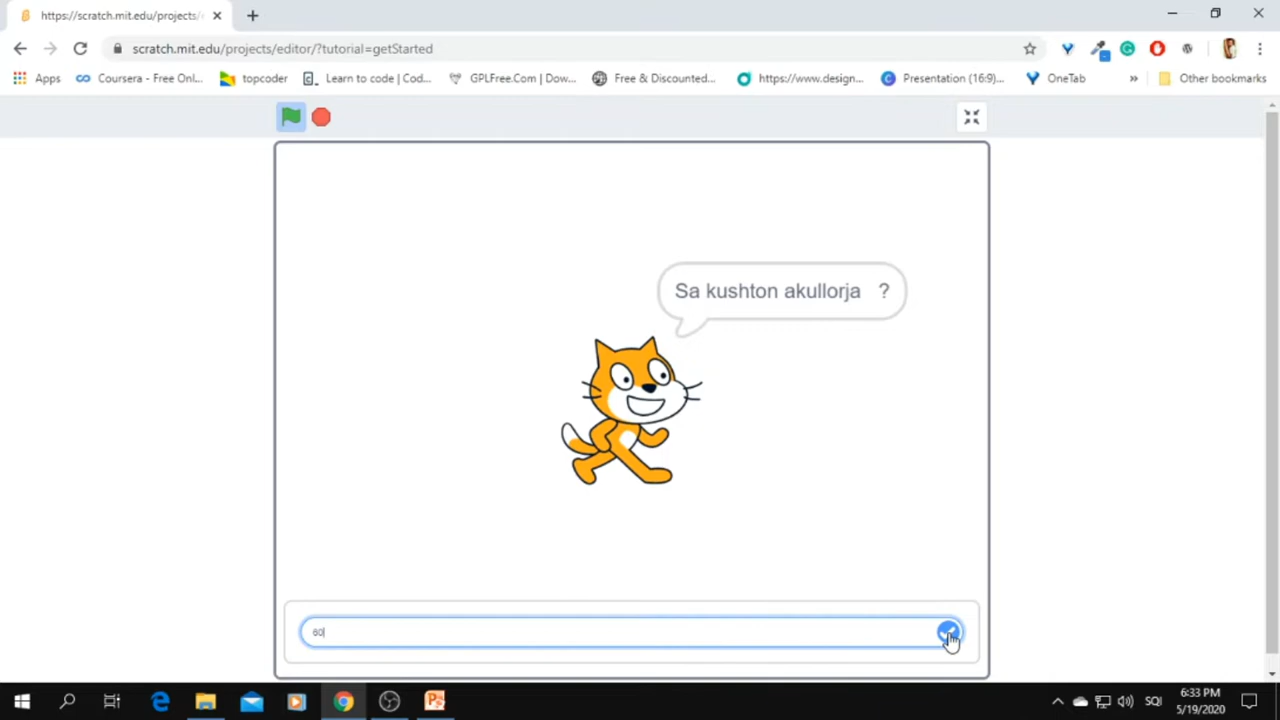 https://scratch.mit.edu/projects/
scratch.mit.edu/projects/editor/?tutorial=getStarted
Apps
Coursera - Free Onl...
topcoder
Learn to code | Cod...
GPLFree.Com | Dow...
Free & Discounted...
https://www.design...
Presentation (16:9)...
OneTab
»
Other bookmarks
Sa kushton akullorja ?
60
SQI
6:33 PM
5/19/2020